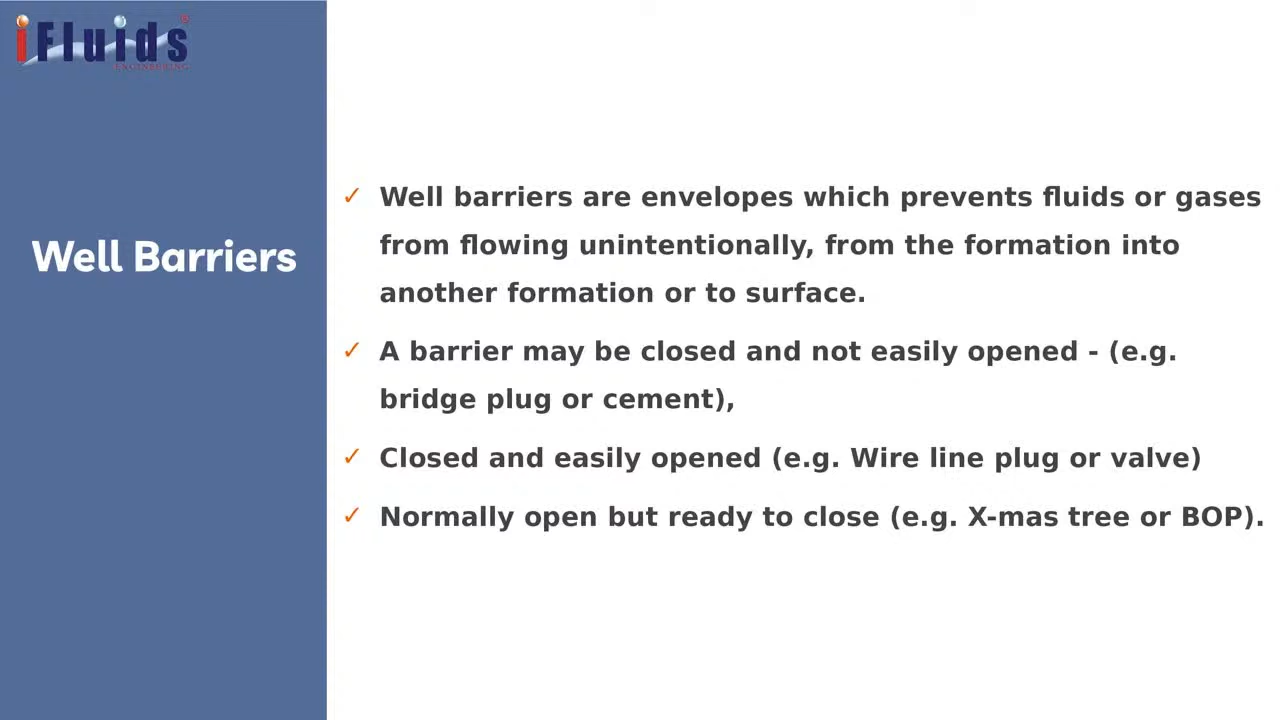 iFluids®
ENGINEERING
Well Barriers
✓ Well barriers are envelopes which prevents fluids or gases
from flowing unintentionally, from the formation into
another formation or to surface.
✓ A barrier may be closed and not easily opened - (e.g.
bridge plug or cement),
✓ Closed and easily opened (e.g. Wire line plug or valve)
✓ Normally open but ready to close (e.g. X-mas tree or BOP).